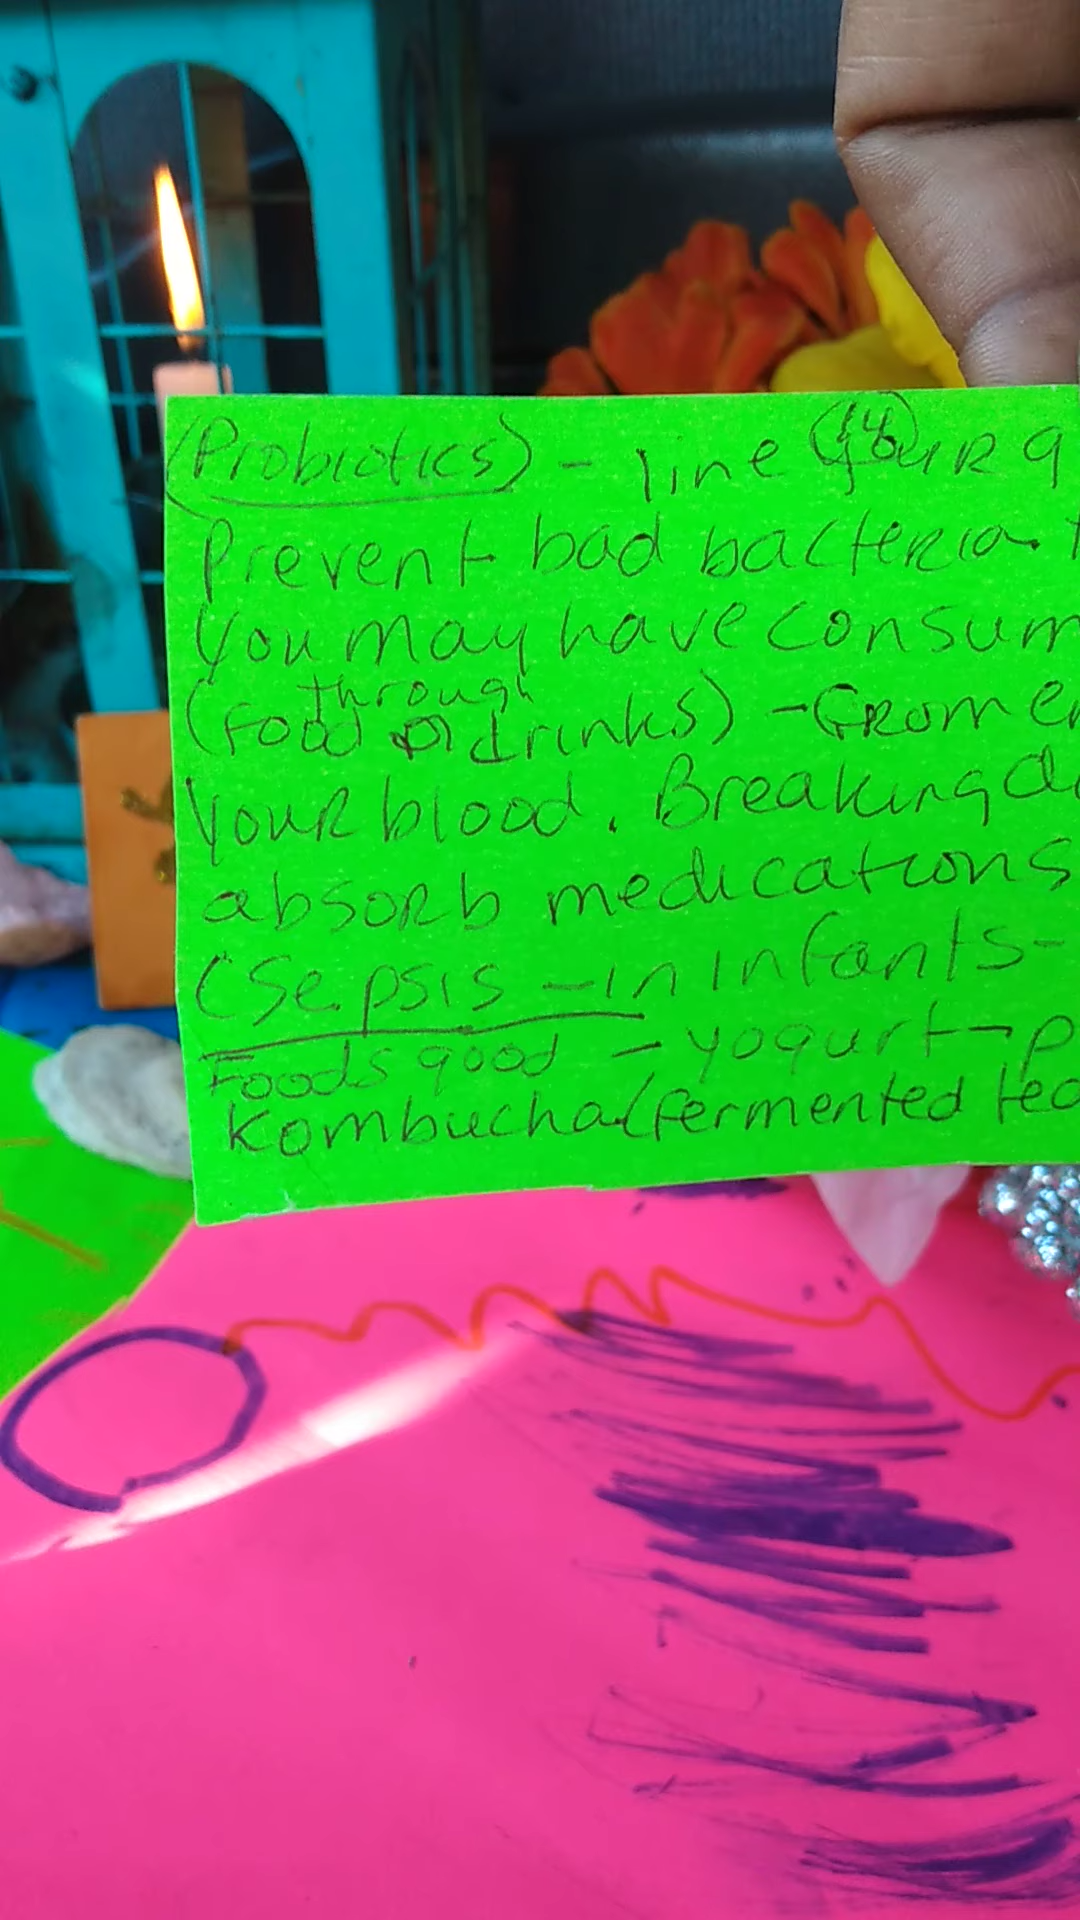 (Probiotics) - line your g
Prevent bad bacteria t
You may have consum
through
(Food drinks) - From en
Your blood. Breaking do
absorb medications
(Sepsis - in infants -
Foods good - yogurt - p
Kombucha (fermented tea